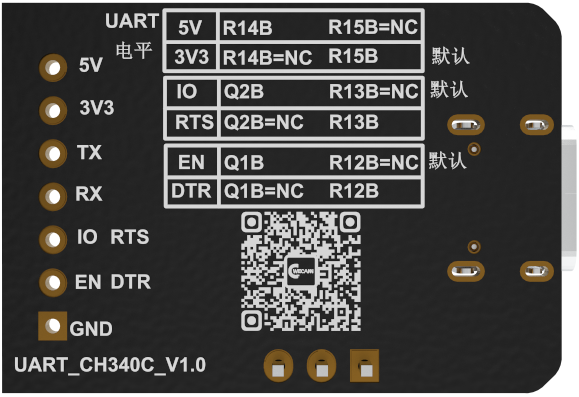 UART 5V R14B R15B=NC
电平 3V3 R14B=NC R15B 默认
5V
IO Q2B R13B=NC 默认
3V3
RTS Q2B=NC R13B
TX
EN Q1B R12B=NC 默认
RX
DTR Q1B=NC R12B
IO RTS
EN DTR
GND
UART_CH340C_V1.0